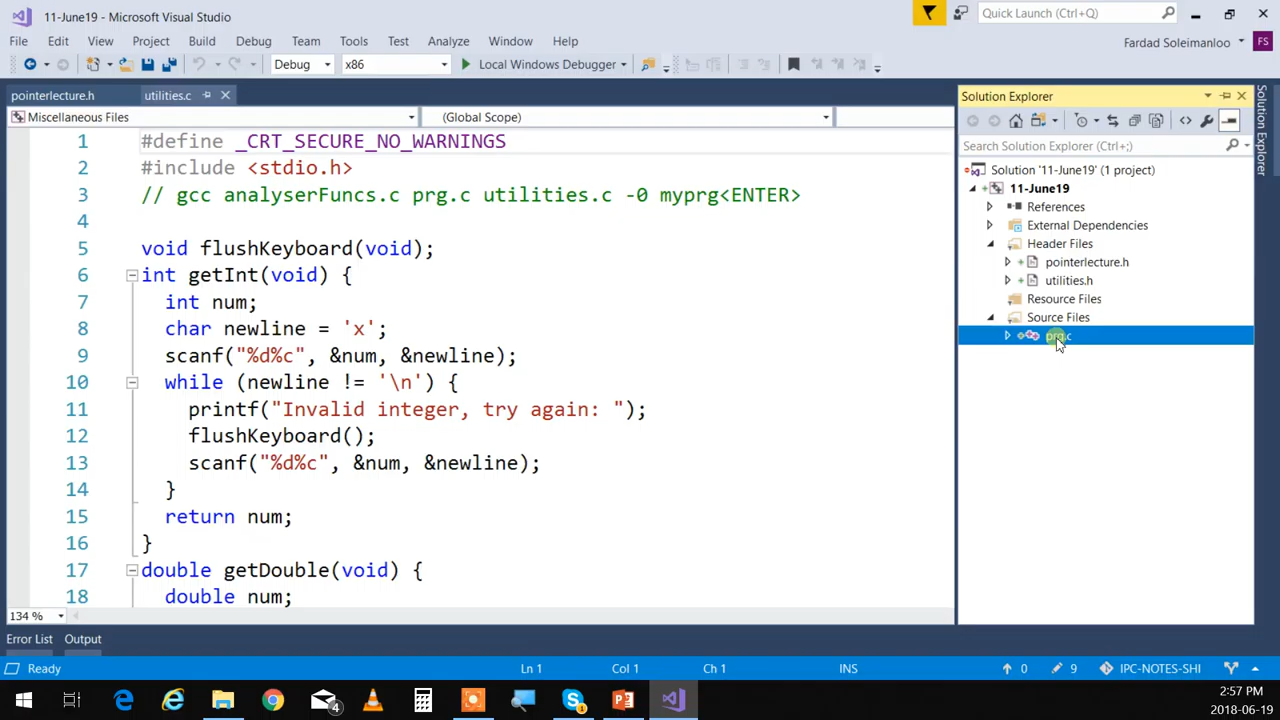 11-June19 - Microsoft Visual Studio
Quick Launch (Ctrl+Q)
File Edit View Project Build Debug Team Tools Test Analyze Window Help
Fardad Soleimanloo FS
Debug x86 Local Windows Debugger
pointerlecture.h utilities.c
Miscellaneous Files (Global Scope)
1 #define _CRT_SECURE_NO_WARNINGS
2 #include <stdio.h>
3 // gcc analyserFuncs.c prg.c utilities.c -0 myprg<ENTER>
4
5 void flushKeyboard(void);
6 int getInt(void) {
7 int num;
8 char newline = 'x';
9 scanf("%d%c", &num, &newline);
10 while (newline != '\n') {
11 printf("Invalid integer, try again: ");
12 flushKeyboard();
13 scanf("%d%c", &num, &newline);
14 }
15 return num;
16 }
17 double getDouble(void) {
18 double num;
134 %
Solution Explorer
Search Solution Explorer (Ctrl+;)
Solution '11-June19' (1 project)
11-June19
References
External Dependencies
Header Files
pointerlecture.h
utilities.h
Resource Files
Source Files
prg.c
Solution Explorer
Error List Output
Ready Ln 1 Col 1 Ch 1 INS 0 9 IPC-NOTES-SHI
4
1
2:57 PM
2018-06-19